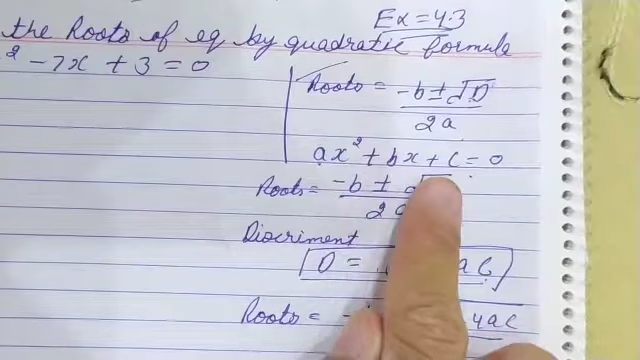 Ex = 4.3
the Roots of eq by quadratic formula
² - 7x + 3 = 0
Roots = -b ± √D
2a
ax² + bx + c = 0
Roots = -b ± √
2
Discriment
D = ac
Roots = - 4ac